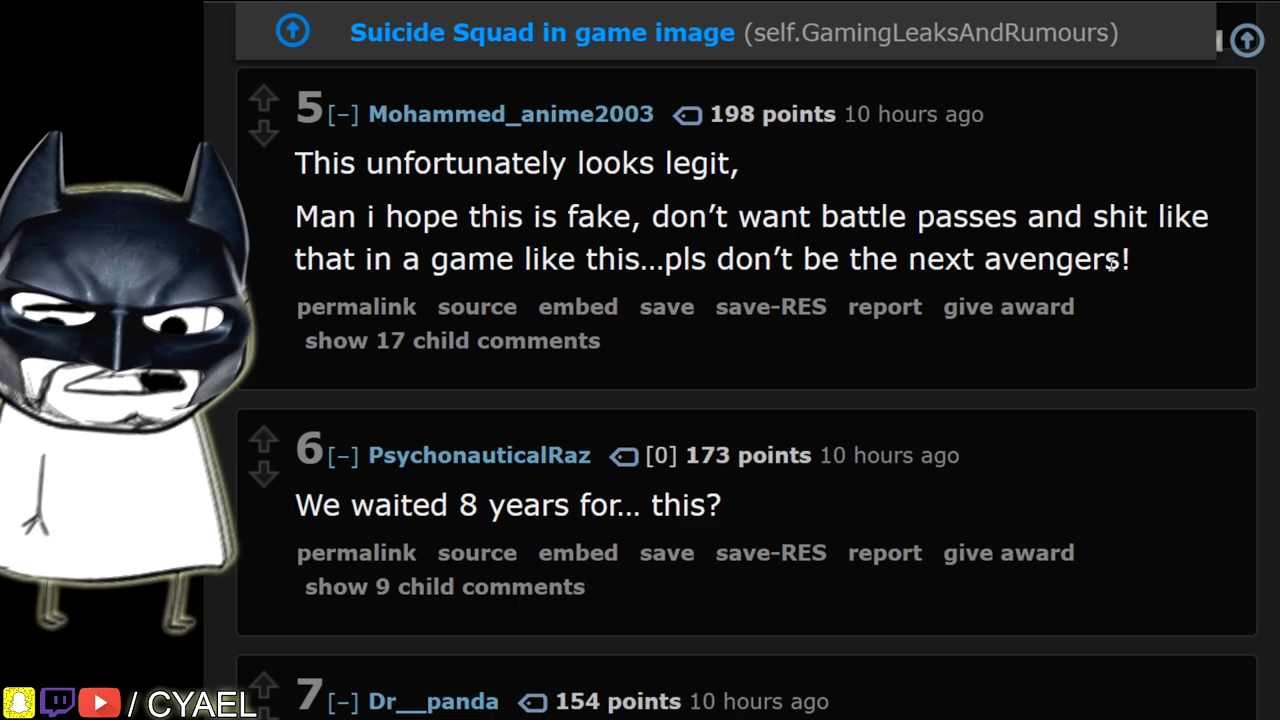 Suicide Squad in game image (self.GamingLeaksAndRumours)
5 [–] Mohammed_anime2003 198 points 10 hours ago
This unfortunately looks legit,
Man i hope this is fake, don’t want battle passes and shit like
that in a game like this...pls don’t be the next avengers!
permalink source embed save save-RES report give award
show 17 child comments
6 [–] PsychonauticalRaz [0] 173 points 10 hours ago
We waited 8 years for... this?
permalink source embed save save-RES report give award
show 9 child comments
7 [–] Dr__panda 154 points 10 hours ago
/ CYAEL